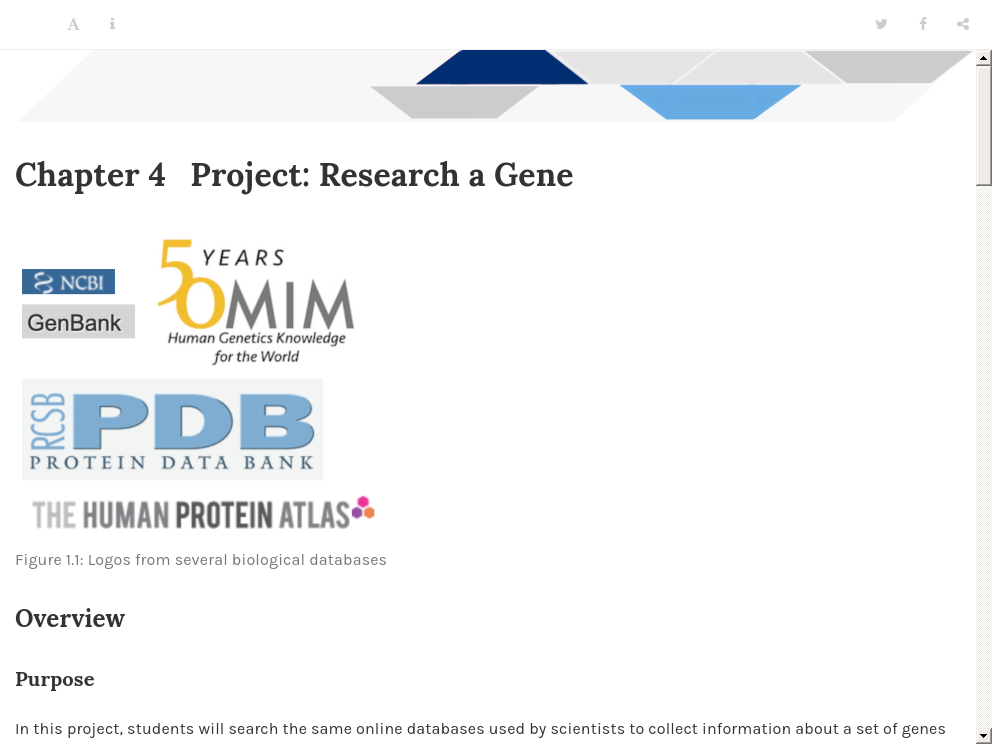 Chapter 4 Project: Research a Gene
NCBI
GenBank
50 YEARS
OMIM
Human Genetics Knowledge
for the World
RCSB PDB
PROTEIN DATA BANK
THE HUMAN PROTEIN ATLAS
Figure 1.1: Logos from several biological databases
Overview
Purpose
In this project, students will search the same online databases used by scientists to collect information about a set of genes